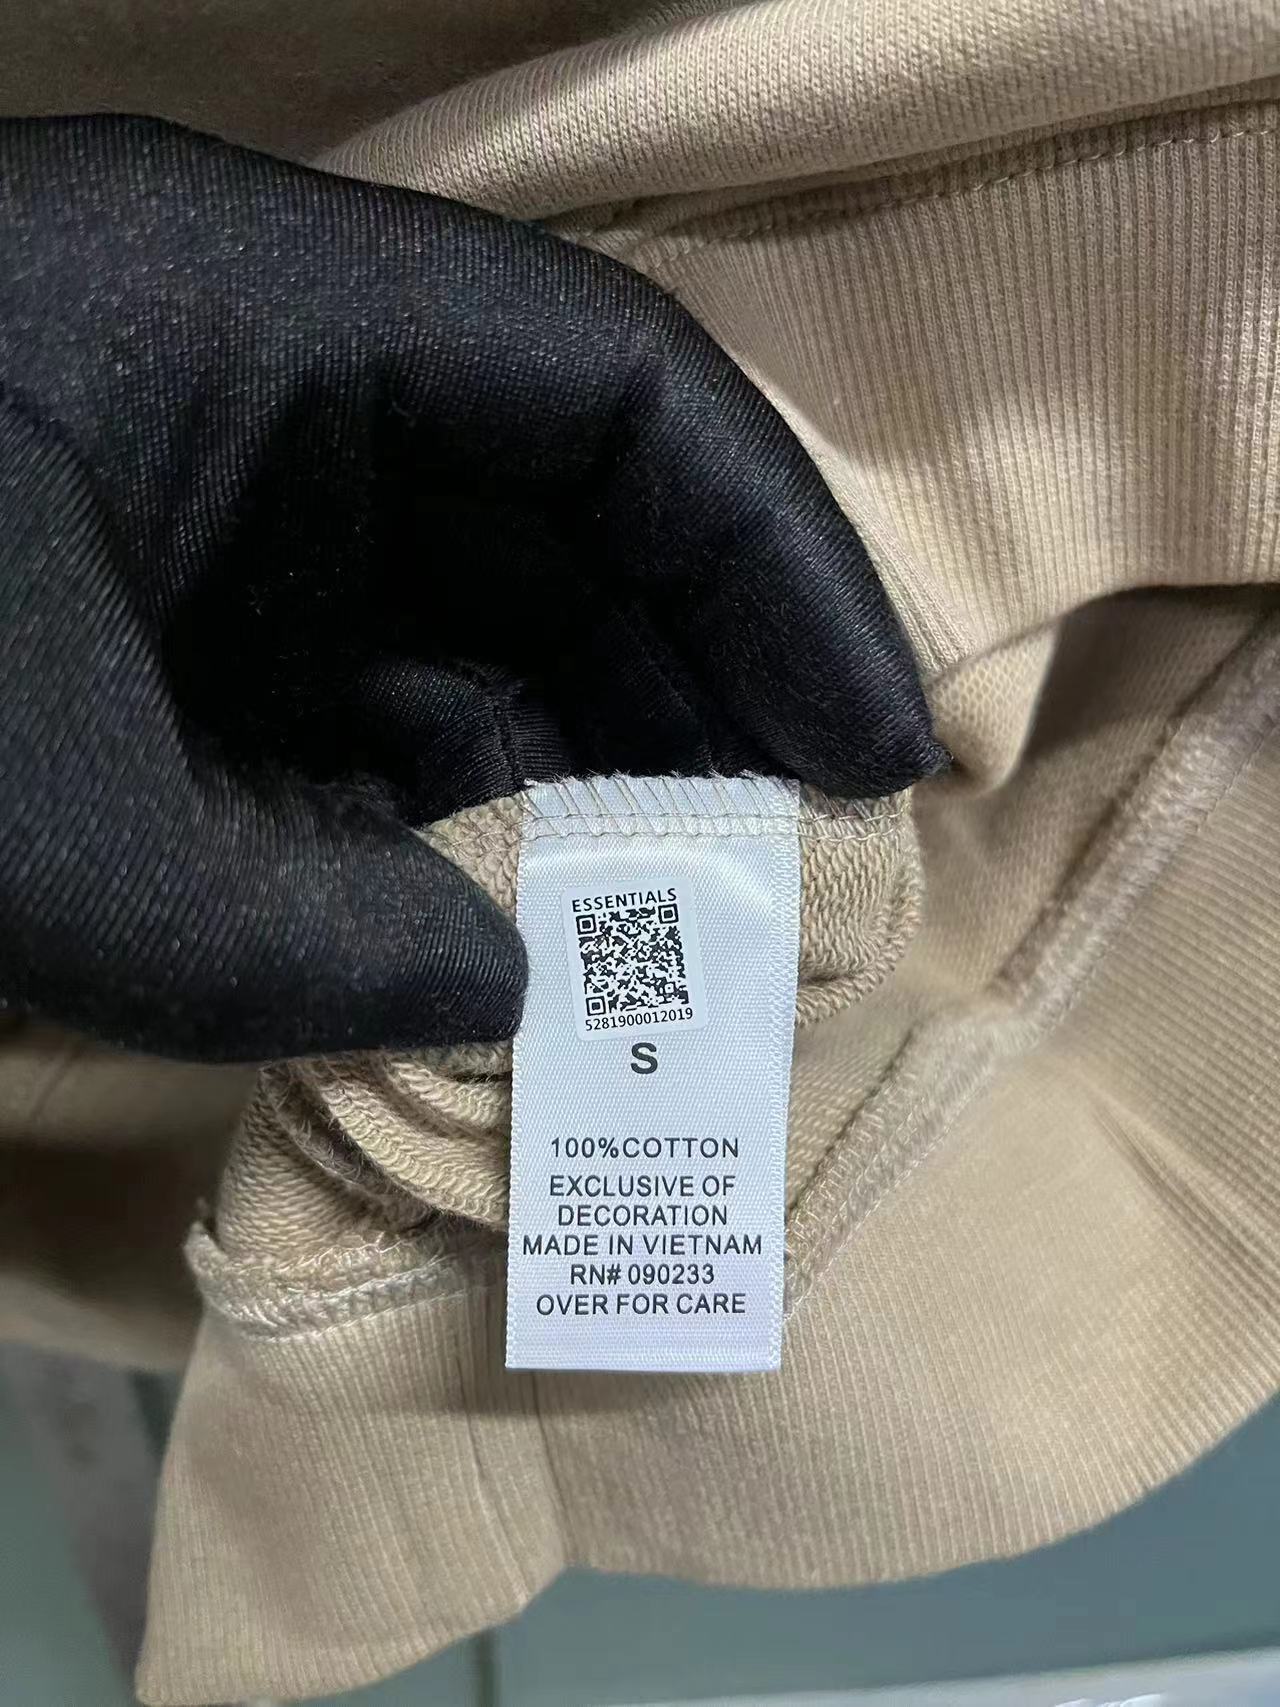 ESSENTIALS
5281900012019
S
100%COTTON
EXCLUSIVE OF
DECORATION
MADE IN VIETNAM
RN# 090233
OVER FOR CARE